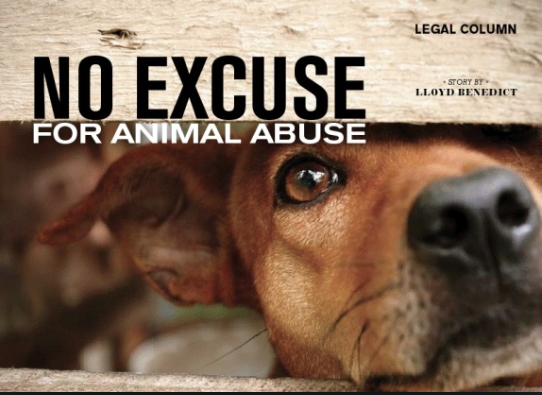 LEGAL COLUMN
NO EXCUSE
FOR ANIMAL ABUSE
• STORY BY •
LLOYD BENEDICT